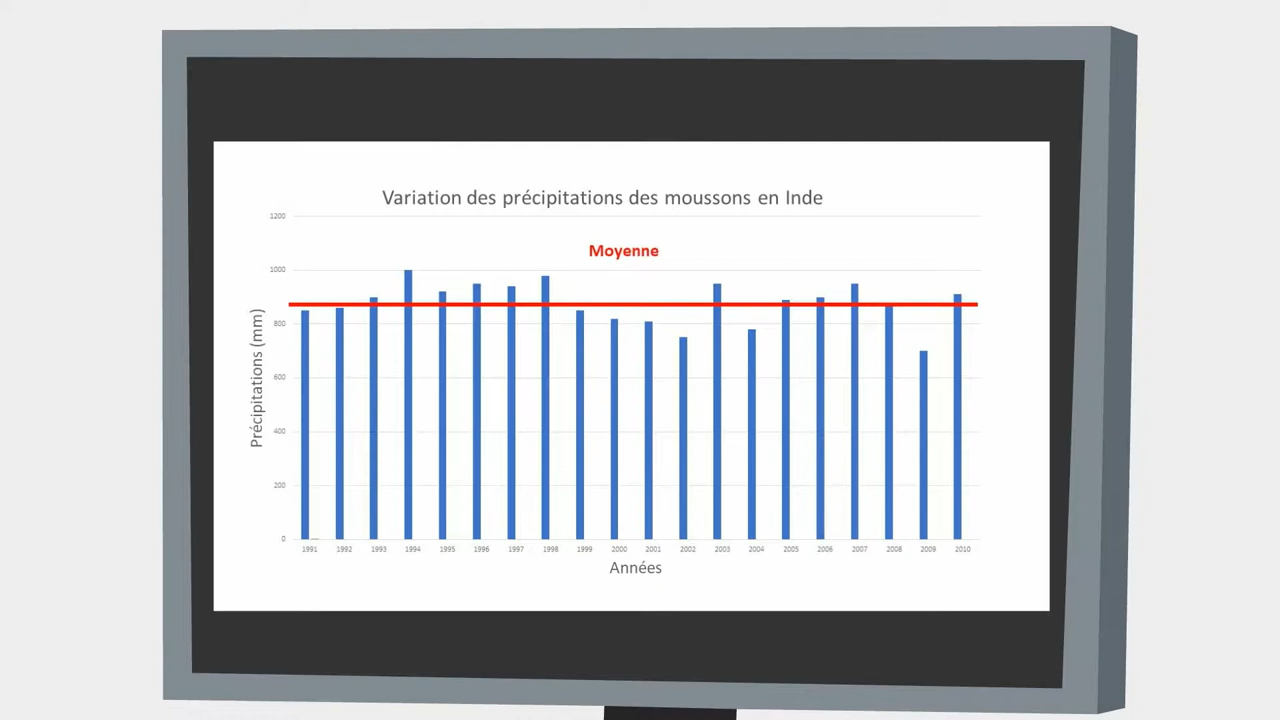 Variation des précipitations des moussons en Inde
1200
Moyenne
1000
800
600
400
200
0
Précipitations (mm)
1991 1992 1993 1994 1995 1996 1997 1998 1999 2000 2001 2002 2003 2004 2005 2006 2007 2008 2009 2010
Années